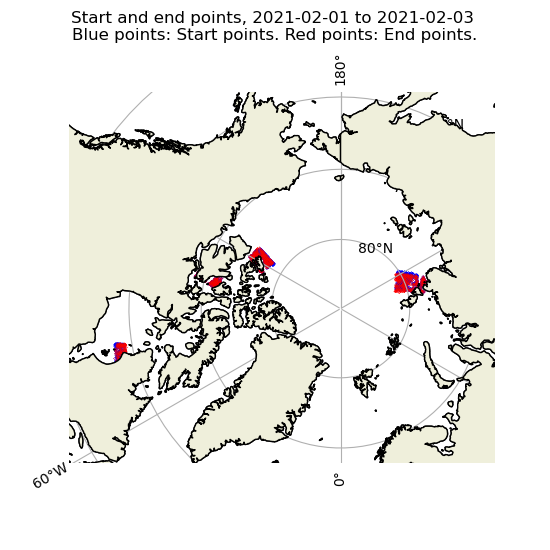 Start and end points, 2021-02-01 to 2021-02-03
Blue points: Start points. Red points: End points.
180°
80°N
60°W
0°